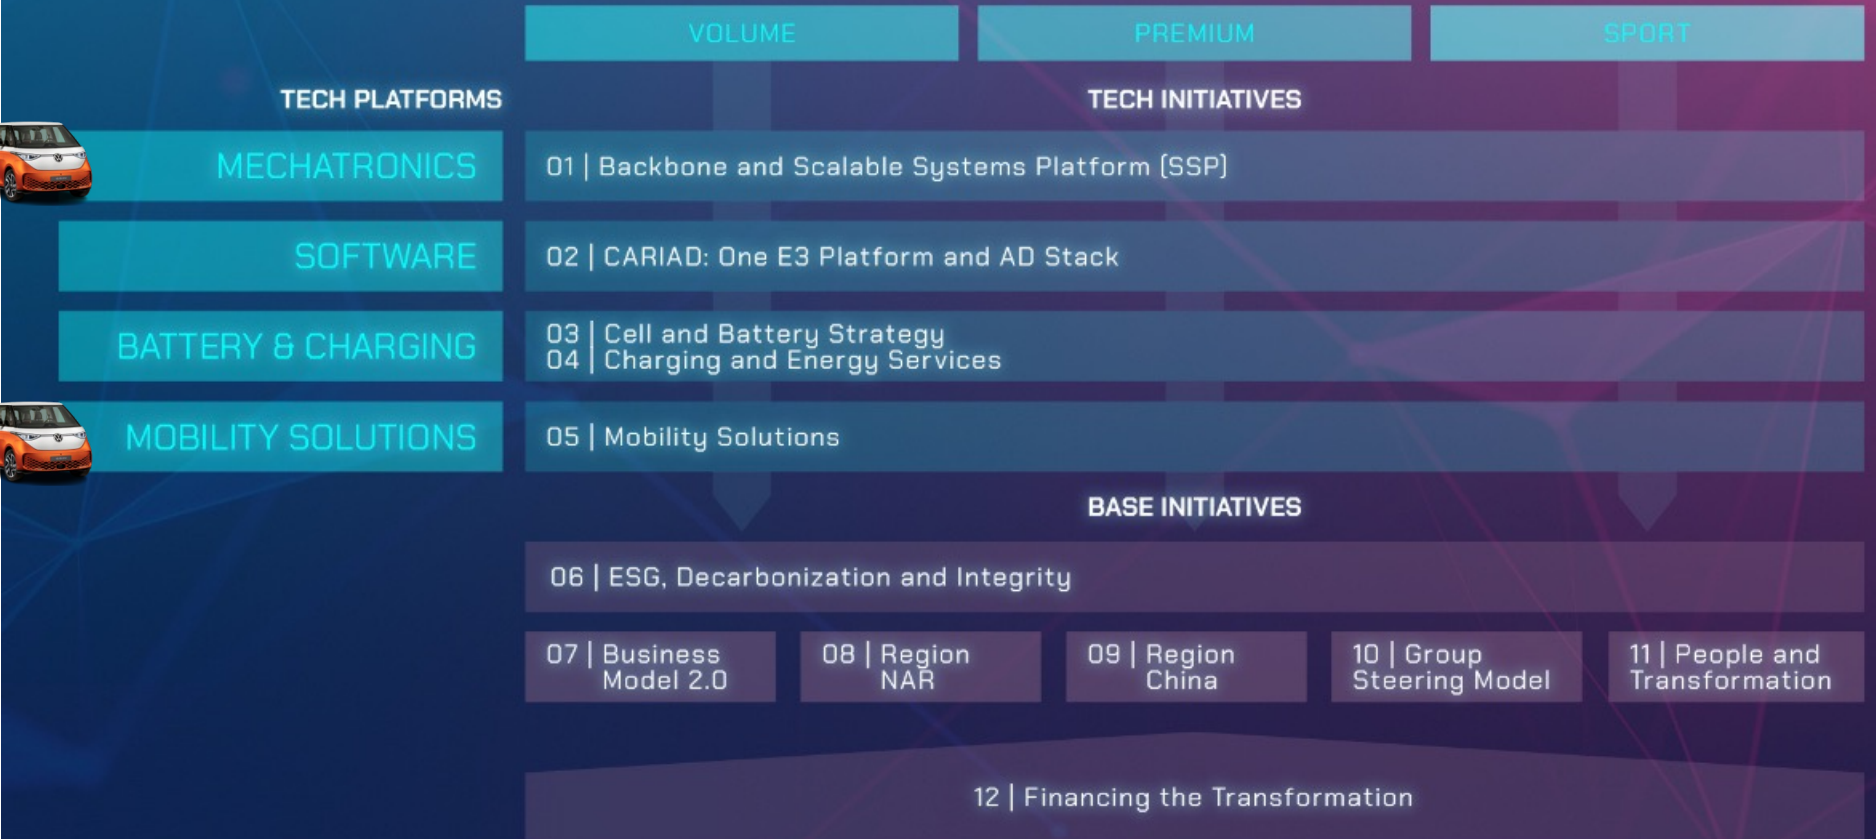 VOLUME
PREMIUM
SPORT
TECH PLATFORMS
TECH INITIATIVES
MECHATRONICS
01 | Backbone and Scalable Systems Platform (SSP)
SOFTWARE
02 | CARIAD: One E3 Platform and AD Stack
BATTERY & CHARGING
03 | Cell and Battery Strategy
04 | Charging and Energy Services
MOBILITY SOLUTIONS
05 | Mobility Solutions
BASE INITIATIVES
06 | ESG, Decarbonization and Integrity
07 | Business
Model 2.0
08 | Region
NAR
09 | Region
China
10 | Group
Steering Model
11 | People and
Transformation
12 | Financing the Transformation